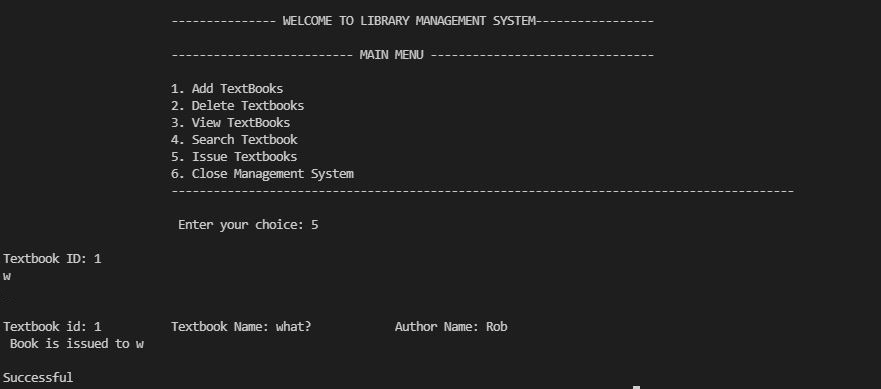 --------------- WELCOME TO LIBRARY MANAGEMENT SYSTEM-----------------
-------------------------- MAIN MENU --------------------------------
1. Add TextBooks
2. Delete Textbooks
3. View TextBooks
4. Search Textbook
5. Issue Textbooks
6. Close Management System
-----------------------------------------------------------------------------------------
Enter your choice: 5
Textbook ID: 1
w
Textbook id: 1 Textbook Name: what? Author Name: Rob
Book is issued to w
Successful